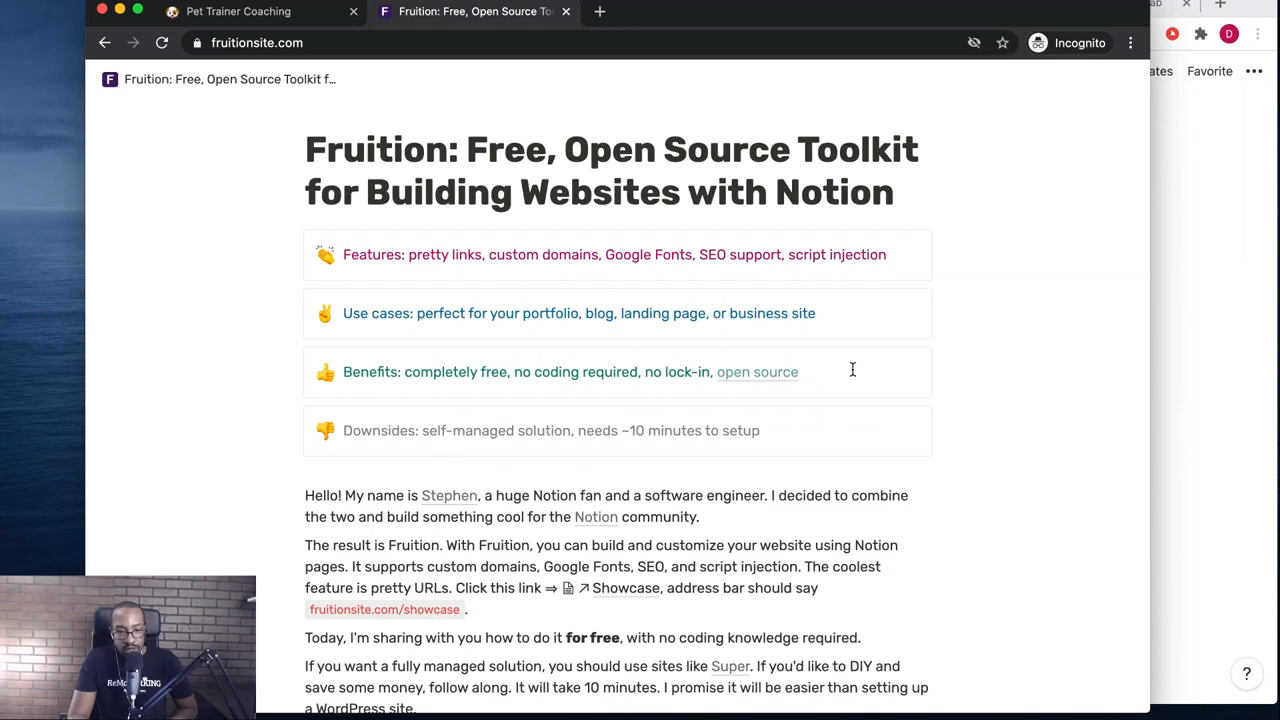 Pet Trainer Coaching
Fruition: Free, Open Source To
ab
fruitionsite.com
Incognito
D
F
Fruition: Free, Open Source Toolkit f…
ates Favorite
Fruition: Free, Open Source Toolkit
for Building Websites with Notion
Features: pretty links, custom domains, Google Fonts, SEO support, script injection
Use cases: perfect for your portfolio, blog, landing page, or business site
Benefits: completely free, no coding required, no lock-in, open source
Downsides: self-managed solution, needs ~10 minutes to setup
Hello! My name is Stephen, a huge Notion fan and a software engineer. I decided to combine
the two and build something cool for the Notion community.
The result is Fruition. With Fruition, you can build and customize your website using Notion
pages. It supports custom domains, Google Fonts, SEO, and script injection. The coolest
feature is pretty URLs. Click this link ⇒ Showcase, address bar should say
fruitionsite.com/showcase .
Today, I'm sharing with you how to do it for free, with no coding knowledge required.
If you want a fully managed solution, you should use sites like Super. If you'd like to DIY and
save some money, follow along. It will take 10 minutes. I promise it will be easier than setting up
a WordPress site.
?